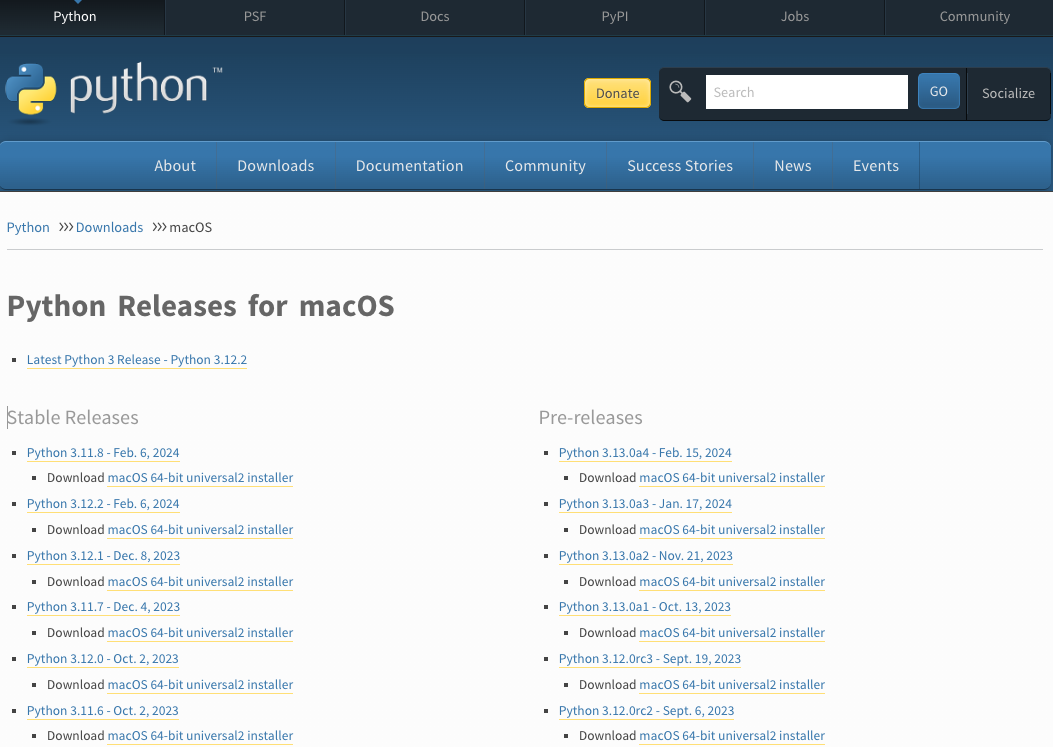 Python PSF Docs PyPI Jobs Community
python™
Donate Search GO Socialize
About Downloads Documentation Community Success Stories News Events
Python >>> Downloads >>> macOS
Python Releases for macOS
Latest Python 3 Release - Python 3.12.2
Stable Releases
Python 3.11.8 - Feb. 6, 2024
Download macOS 64-bit universal2 installer
Python 3.12.2 - Feb. 6, 2024
Download macOS 64-bit universal2 installer
Python 3.12.1 - Dec. 8, 2023
Download macOS 64-bit universal2 installer
Python 3.11.7 - Dec. 4, 2023
Download macOS 64-bit universal2 installer
Python 3.12.0 - Oct. 2, 2023
Download macOS 64-bit universal2 installer
Python 3.11.6 - Oct. 2, 2023
Download macOS 64-bit universal2 installer
Pre-releases
Python 3.13.0a4 - Feb. 15, 2024
Download macOS 64-bit universal2 installer
Python 3.13.0a3 - Jan. 17, 2024
Download macOS 64-bit universal2 installer
Python 3.13.0a2 - Nov. 21, 2023
Download macOS 64-bit universal2 installer
Python 3.13.0a1 - Oct. 13, 2023
Download macOS 64-bit universal2 installer
Python 3.12.0rc3 - Sept. 19, 2023
Download macOS 64-bit universal2 installer
Python 3.12.0rc2 - Sept. 6, 2023
Download macOS 64-bit universal2 installer